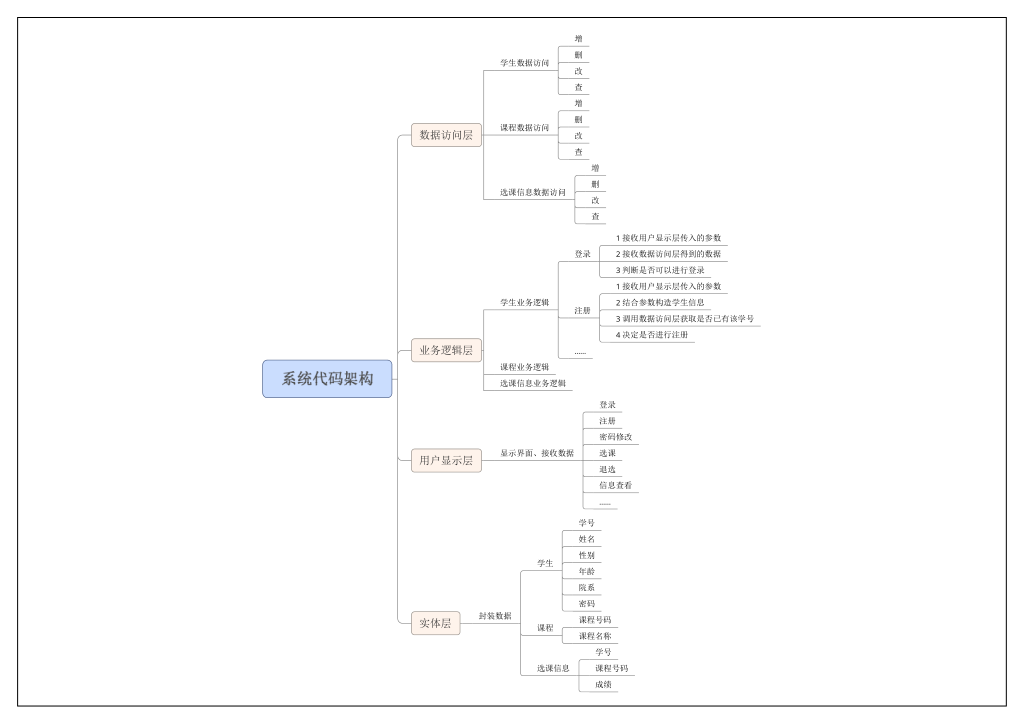 系统代码架构
数据访问层
学生数据访问
增
删
改
查
课程数据访问
增
删
改
查
选课信息数据访问
增
删
改
查
业务逻辑层
学生业务逻辑
登录
1 接收用户显示层传入的参数
2 接收数据访问层得到的数据
3 判断是否可以进行登录
注册
1 接收用户显示层传入的参数
2 结合参数构造学生信息
3 调用数据访问层获取是否已有该学号
4 决定是否进行注册
......
课程业务逻辑
选课信息业务逻辑
用户显示层
显示界面、接收数据
登录
注册
密码修改
选课
退选
信息查看
......
实体层
封装数据
学生
学号
姓名
性别
年龄
院系
密码
课程
课程号码
课程名称
选课信息
学号
课程号码
成绩